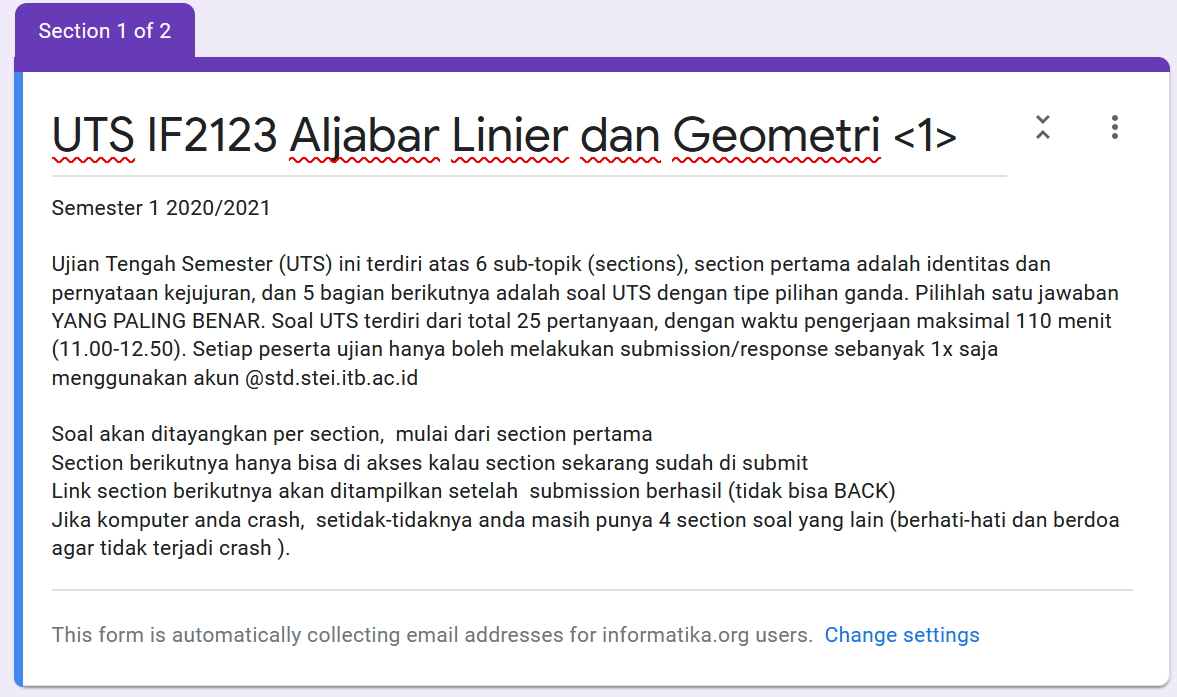 Section 1 of 2
UTS IF2123 Aljabar Linier dan Geometri <1>
Semester 1 2020/2021
Ujian Tengah Semester (UTS) ini terdiri atas 6 sub-topik (sections), section pertama adalah identitas dan
pernyataan kejujuran, dan 5 bagian berikutnya adalah soal UTS dengan tipe pilihan ganda. Pilihlah satu jawaban
YANG PALING BENAR. Soal UTS terdiri dari total 25 pertanyaan, dengan waktu pengerjaan maksimal 110 menit
(11.00-12.50). Setiap peserta ujian hanya boleh melakukan submission/response sebanyak 1x saja
menggunakan akun @std.stei.itb.ac.id
Soal akan ditayangkan per section,  mulai dari section pertama
Section berikutnya hanya bisa di akses kalau section sekarang sudah di submit
Link section berikutnya akan ditampilkan setelah  submission berhasil (tidak bisa BACK)
Jika komputer anda crash,  setidak-tidaknya anda masih punya 4 section soal yang lain (berhati-hati dan berdoa
agar tidak terjadi crash ).
This form is automatically collecting email addresses for informatika.org users.  Change settings